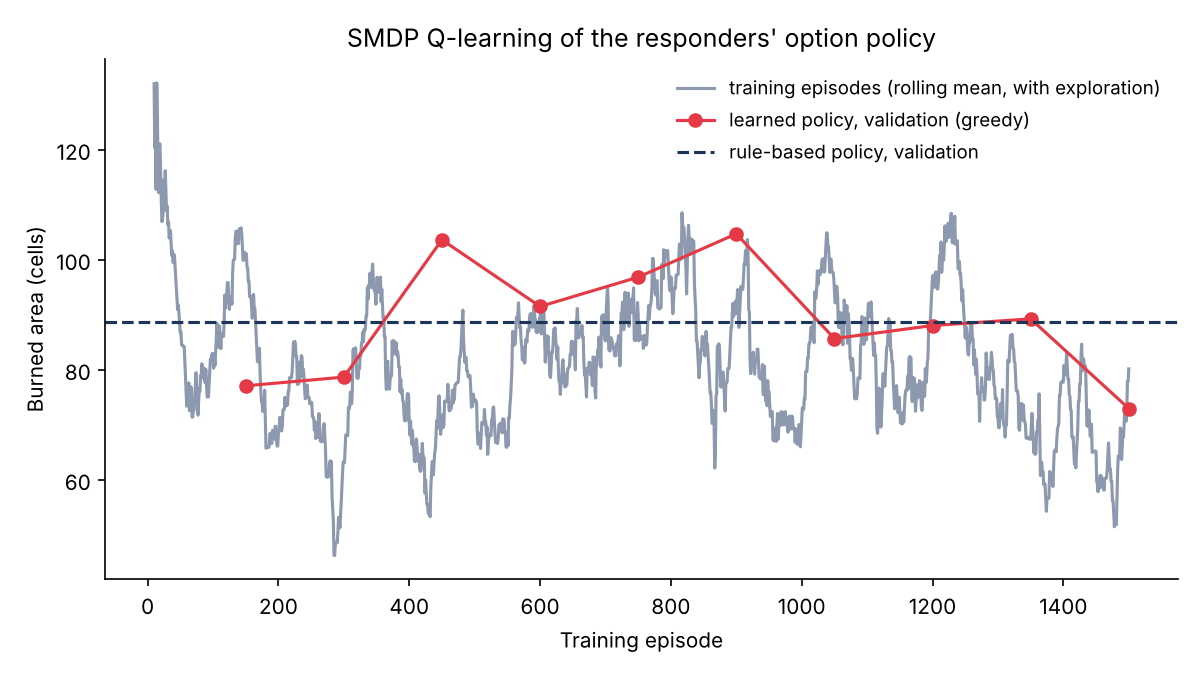 SMDP Q-learning of the responders' option policy
training episodes (rolling mean, with exploration)
learned policy, validation (greedy)
rule-based policy, validation
Burned area (cells)
120
100
80
60
0 200 400 600 800 1000 1200 1400
Training episode